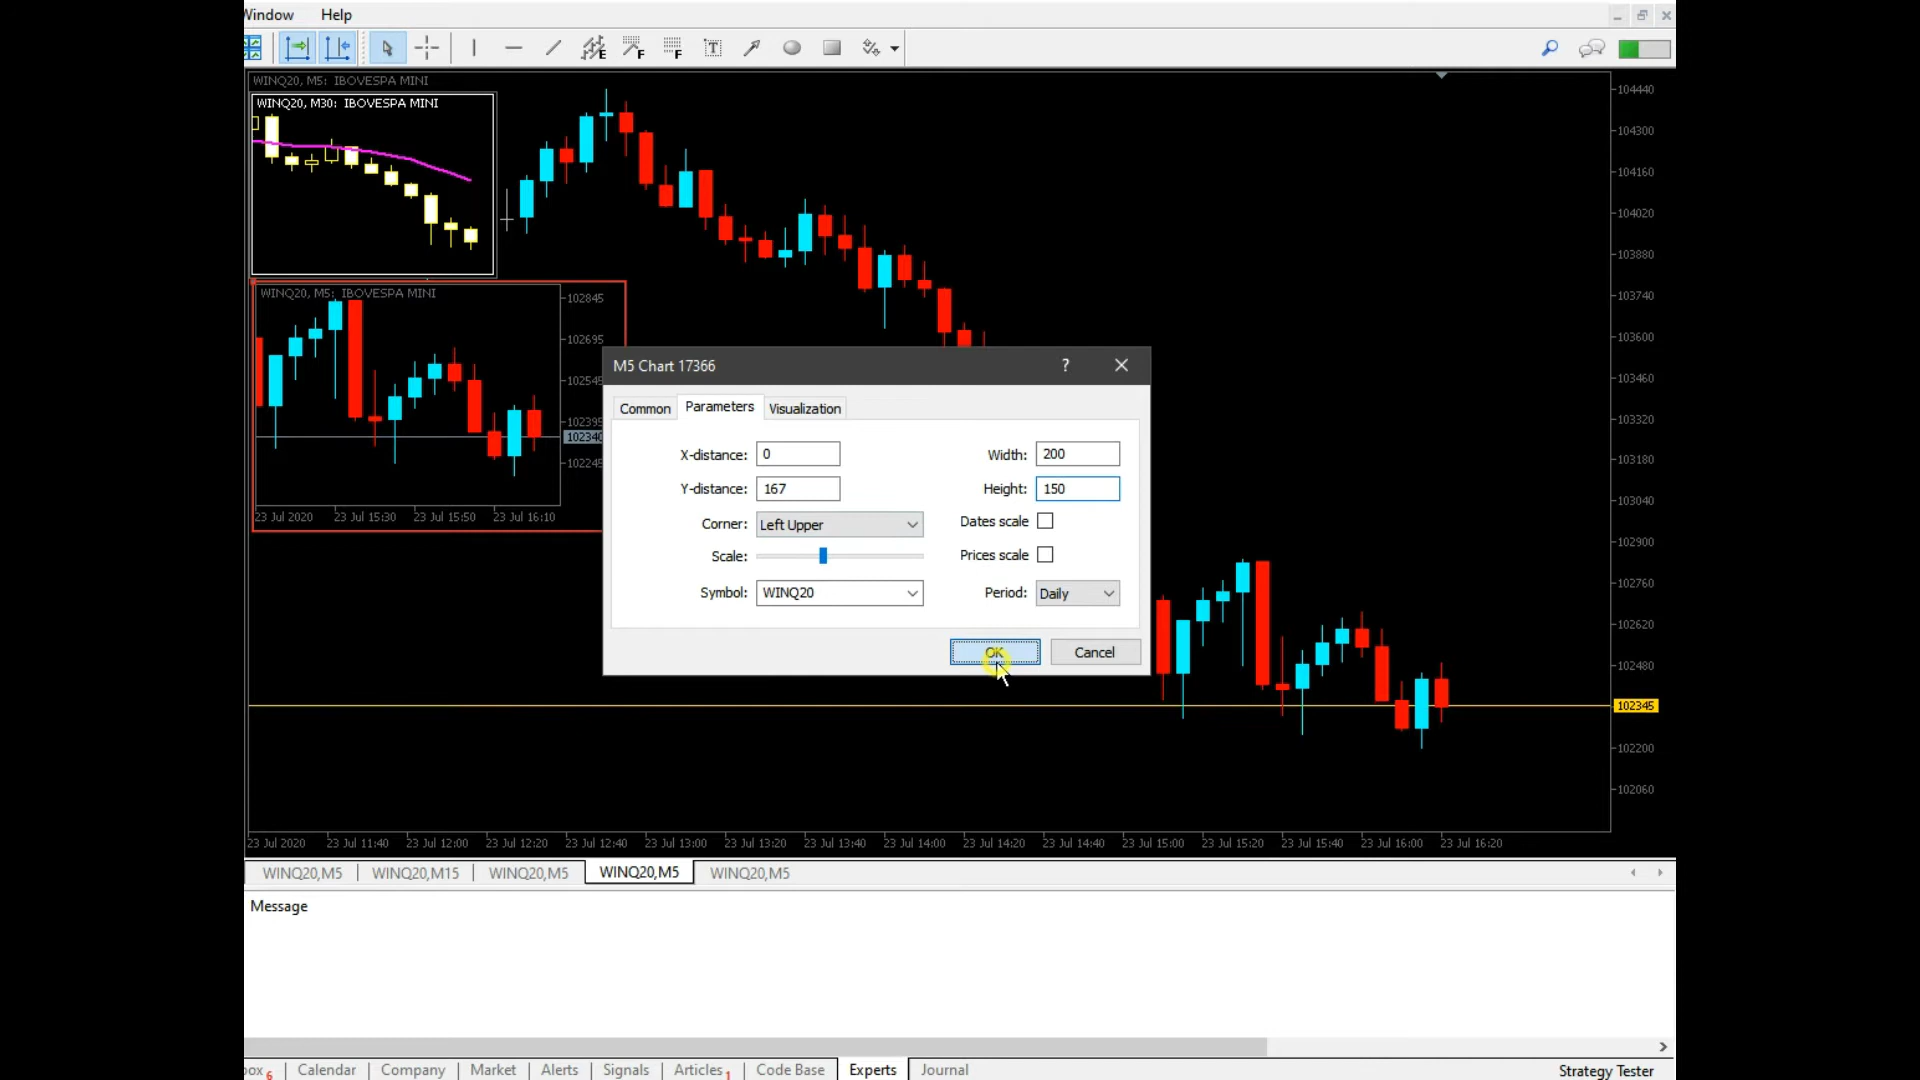 Window Help
WINQ20, M5: IBOVESPA MINI
WINQ20, M30: IBOVESPA MINI
104440
104300
104160
104020
103880
103740
103600
103460
103320
103180
103040
102900
102760
102620
102480
102345
102200
102060
WINQ20, M5: IBOVESPA MINI
102845
102695
102545
102395
102340
102245
23 Jul 2020 23 Jul 15:30 23 Jul 15:50 23 Jul 16:10
M5 Chart 17366 ?
Common Parameters Visualization
X-distance: 0 Width: 200
Y-distance: 167 Height: 150
Corner: Left Upper Dates scale
Scale: Prices scale
Symbol: WINQ20 Period: Daily
OK Cancel
23 Jul 2020 23 Jul 11:40 23 Jul 12:00 23 Jul 12:20 23 Jul 12:40 23 Jul 13:00 23 Jul 13:20 23 Jul 13:40 23 Jul 14:00 23 Jul 14:20 23 Jul 14:40 23 Jul 15:00 23 Jul 15:20 23 Jul 15:40 23 Jul 16:00 23 Jul 16:20
WINQ20,M5 WINQ20,M15 WINQ20,M5 WINQ20,M5 WINQ20,M5
Message
box 6 Calendar Company Market Alerts Signals Articles 1 Code Base Experts Journal Strategy Tester